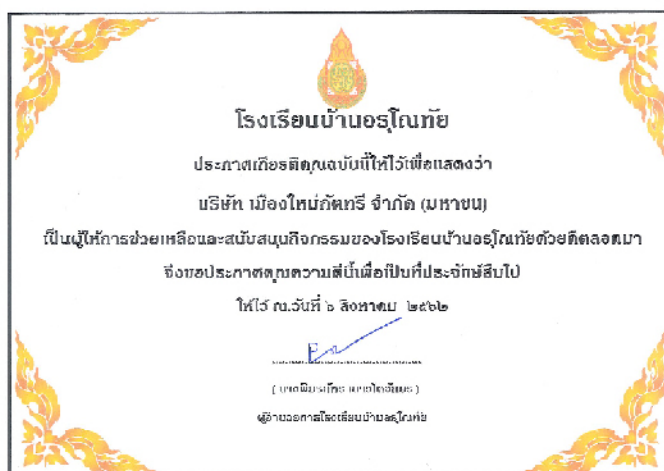 โรงเรียนบ้านอรุโณทัย
ประกาศเกียรติคุณฉบับนี้ให้ไว้เพื่อแสดงว่า
บริษัท เมืองใหม่กัตทรี จำกัด (มหาชน)
เป็นผู้ให้การช่วยเหลือและสนับสนุนกิจกรรมของโรงเรียนบ้านอรุโณทัยด้วยดีตลอดมา
จึงขอประกาศคุณความดีนี้เพื่อเป็นที่ประจักษ์สืบไป
ให้ไว้ ณ.วันที่ ๖ สิงหาคม ๒๕๖๒
ผู้อำนวยการโรงเรียนบ้านอรุโณทัย